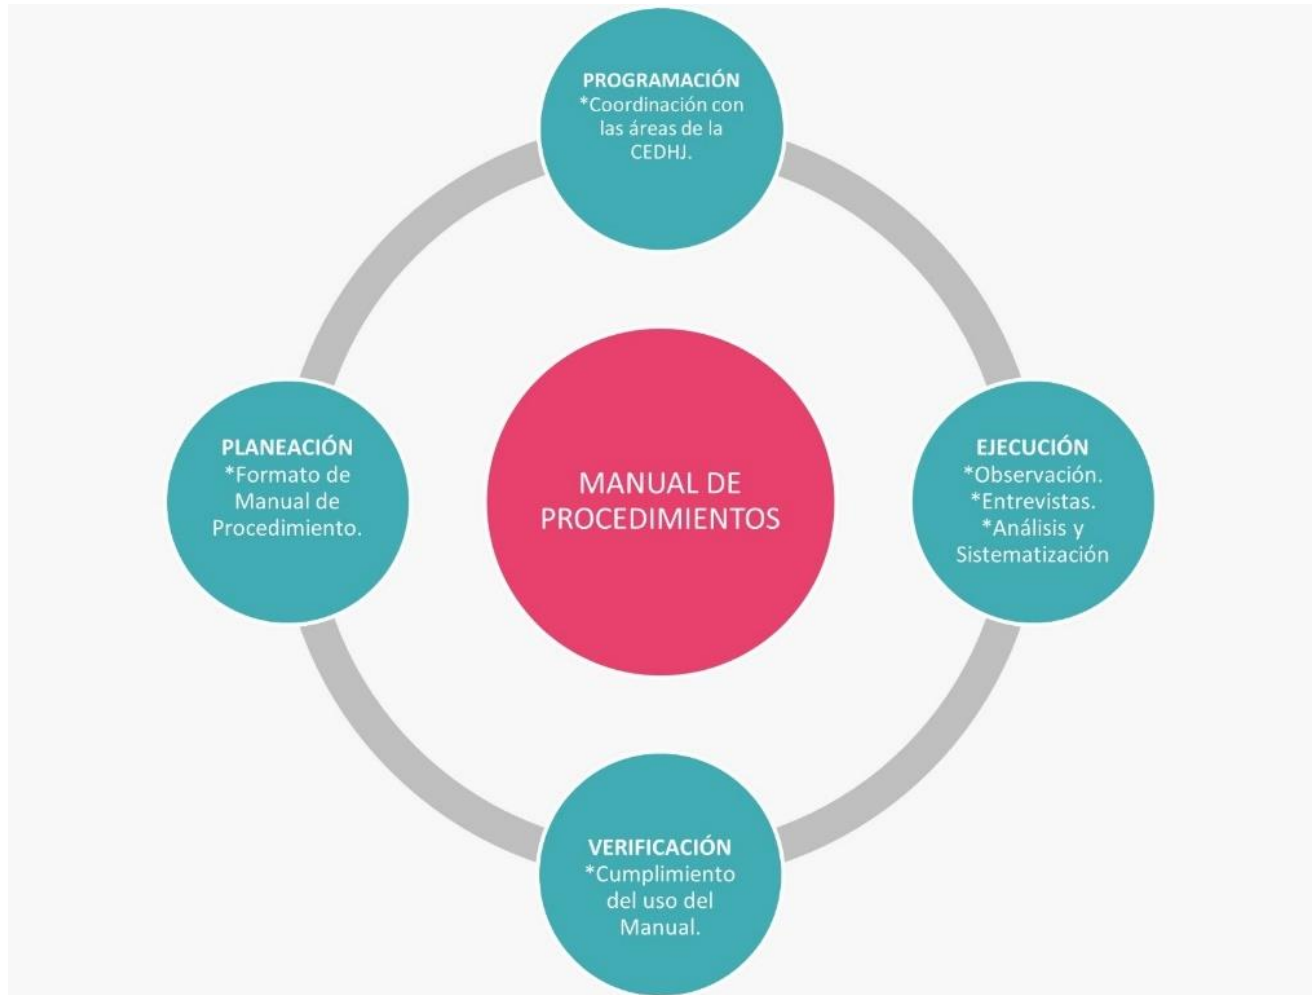 PROGRAMACIÓN
*Coordinación con
las áreas de la
CEDHJ.
PLANEACIÓN
*Formato de
Manual de
Procedimiento.
MANUAL DE
PROCEDIMIENTOS
EJECUCIÓN
*Observación.
*Entrevistas.
*Análisis y
Sistematización
VERIFICACIÓN
*Cumplimiento
del uso del
Manual.